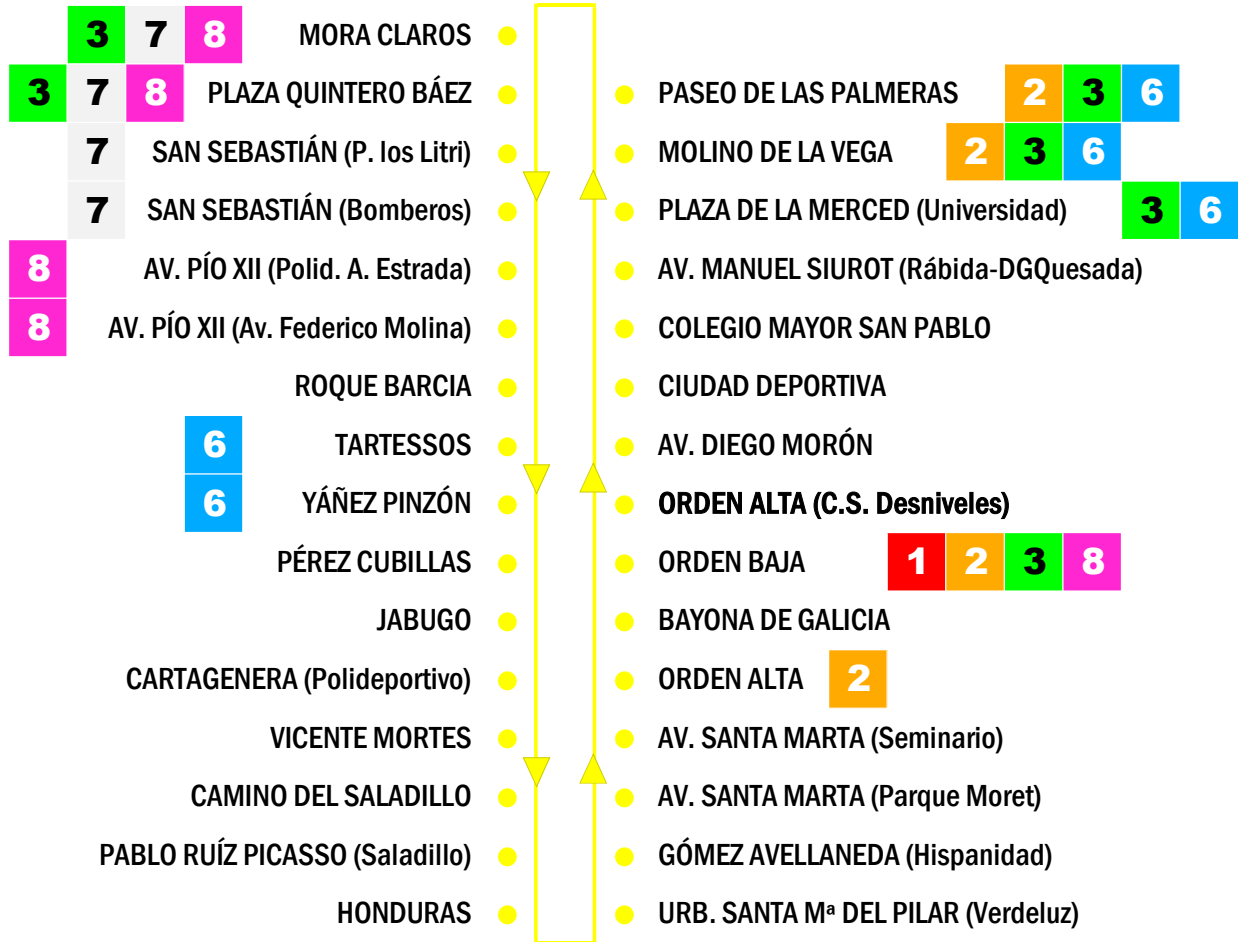 3 7 8 MORA CLAROS
3 7 8 PLAZA QUINTERO BÁEZ
7 SAN SEBASTIÁN (P. los Litri)
7 SAN SEBASTIÁN (Bomberos)
8 AV. PÍO XII (Polid. A. Estrada)
8 AV. PÍO XII (Av. Federico Molina)
ROQUE BARCIA
6 TARTESSOS
6 YÁÑEZ PINZÓN
PÉREZ CUBILLAS
JABUGO
CARTAGENERA (Polideportivo)
VICENTE MORTES
CAMINO DEL SALADILLO
PABLO RUÍZ PICASSO (Saladillo)
HONDURAS
PASEO DE LAS PALMERAS 2 3 6
MOLINO DE LA VEGA 2 3 6
PLAZA DE LA MERCED (Universidad) 3 6
AV. MANUEL SIUROT (Rábida-DGQuesada)
COLEGIO MAYOR SAN PABLO
CIUDAD DEPORTIVA
AV. DIEGO MORÓN
ORDEN ALTA (C.S. Desniveles)
ORDEN BAJA 1 2 3 8
BAYONA DE GALICIA
ORDEN ALTA 2
AV. SANTA MARTA (Seminario)
AV. SANTA MARTA (Parque Moret)
GÓMEZ AVELLANEDA (Hispanidad)
URB. SANTA Mª DEL PILAR (Verdeluz)